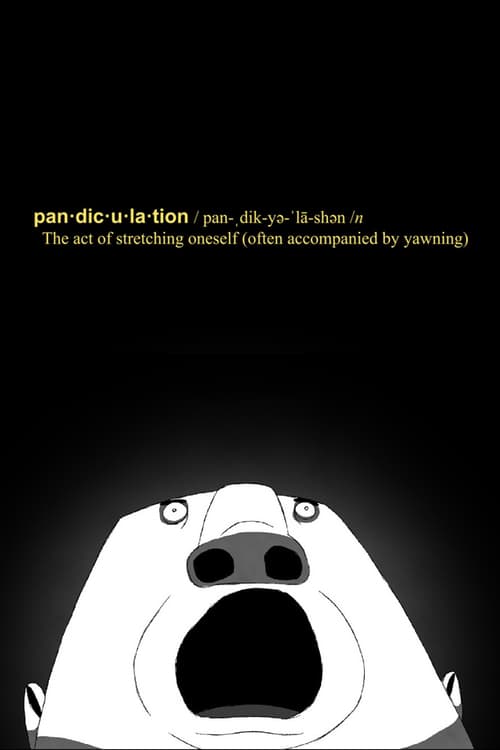 pan·dic·u·la·tion / pan-ˌdik-yə-ˈlā-shən /n
The act of stretching oneself (often accompanied by yawning)